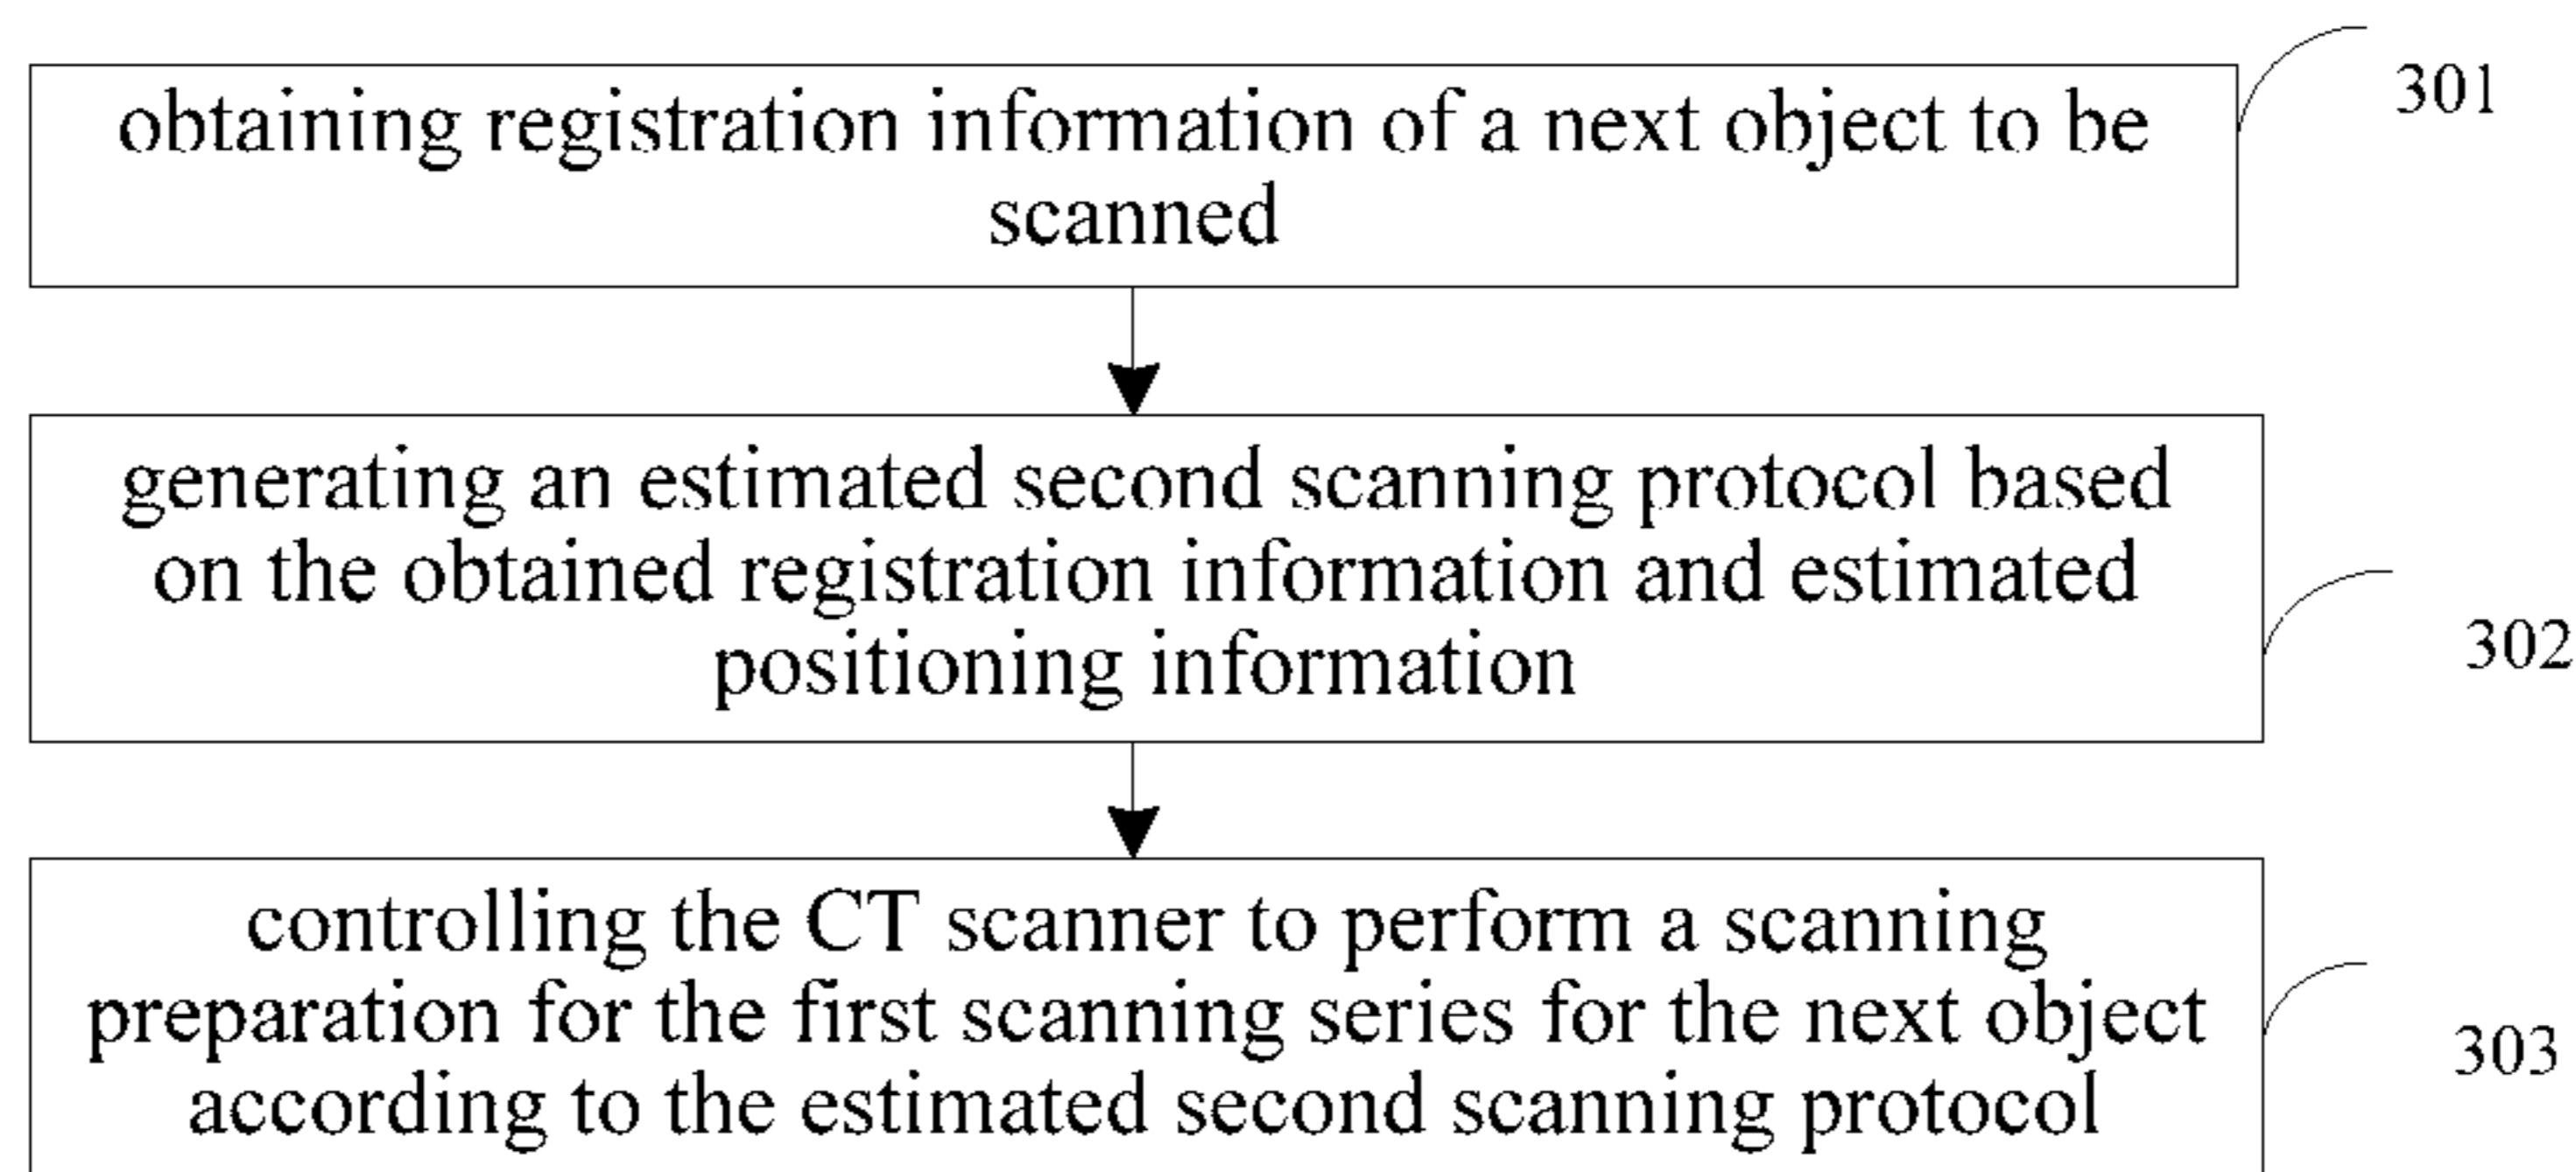 obtaining registration information of a next object to be
scanned
301
generating an estimated second scanning protocol based
on the obtained registration information and estimated
positioning information
302
controlling the CT scanner to perform a scanning
preparation for the first scanning series for the next object
according to the estimated second scanning protocol
303